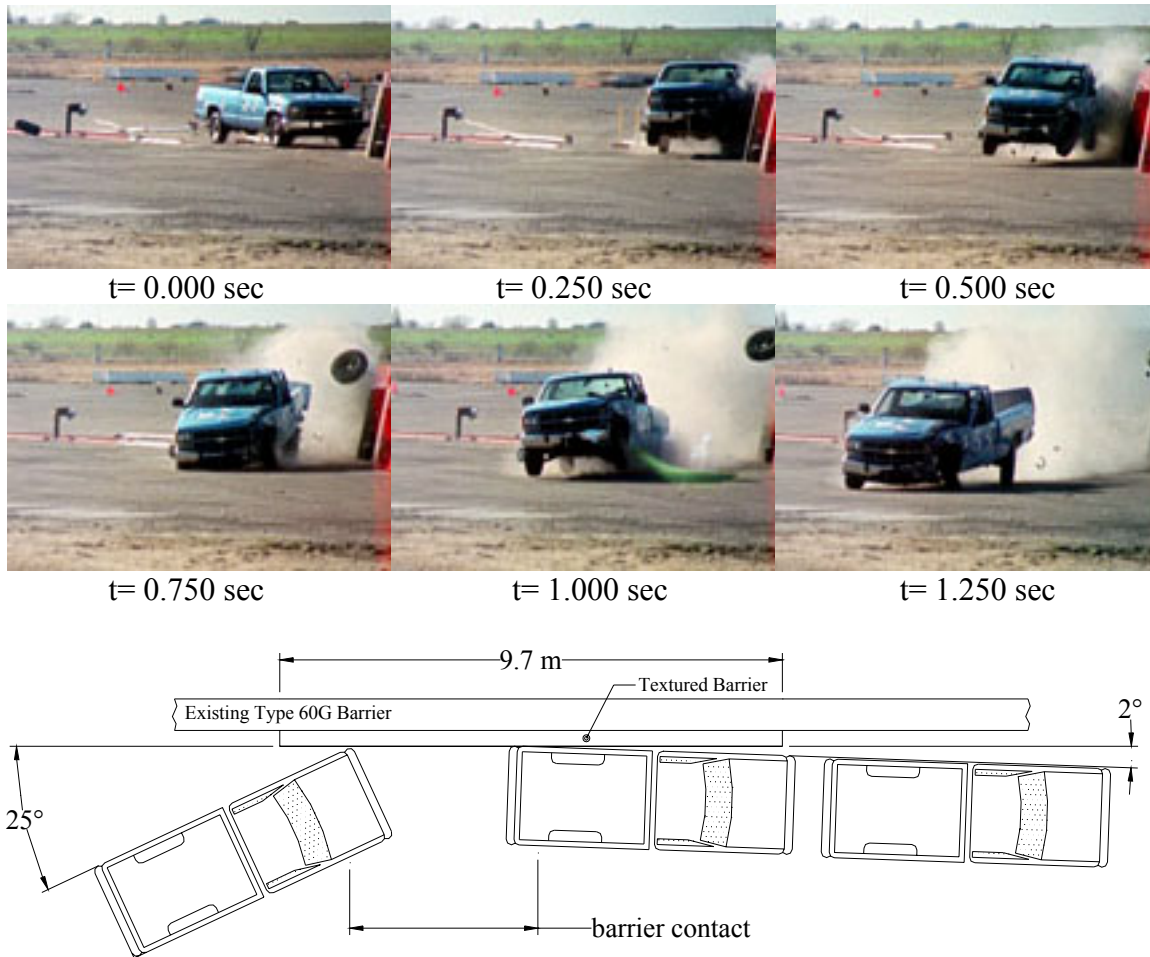 t= 0.000 sec
t= 0.250 sec
t= 0.500 sec
t= 0.750 sec
t= 1.000 sec
t= 1.250 sec
9.7 m
Textured Barrier
Existing Type 60G Barrier
2°
25°
barrier contact